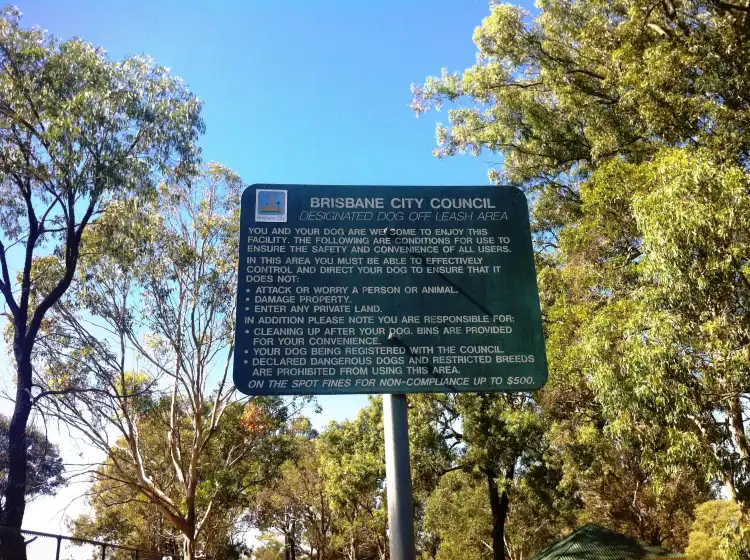 BRISBANE CITY COUNCIL
DESIGNATED DOG OFF LEASH AREA
YOU AND YOUR DOG ARE WELCOME TO ENJOY THIS
FACILITY. THE FOLLOWING ARE CONDITIONS FOR USE TO
ENSURE THE SAFETY AND CONVENIENCE OF ALL USERS.
IN THIS AREA YOU MUST BE ABLE TO EFFECTIVELY
CONTROL AND DIRECT YOUR DOG TO ENSURE THAT IT
DOES NOT:
• ATTACK OR WORRY A PERSON OR ANIMAL.
• DAMAGE PROPERTY.
• ENTER ANY PRIVATE LAND.
IN ADDITION PLEASE NOTE YOU ARE RESPONSIBLE FOR:
• CLEANING UP AFTER YOUR DOG. BINS ARE PROVIDED
FOR YOUR CONVENIENCE.
• YOUR DOG BEING REGISTERED WITH THE COUNCIL.
• DECLARED DANGEROUS DOGS AND RESTRICTED BREEDS
ARE PROHIBITED FROM USING THIS AREA.
ON THE SPOT FINES FOR NON-COMPLIANCE UP TO $500.